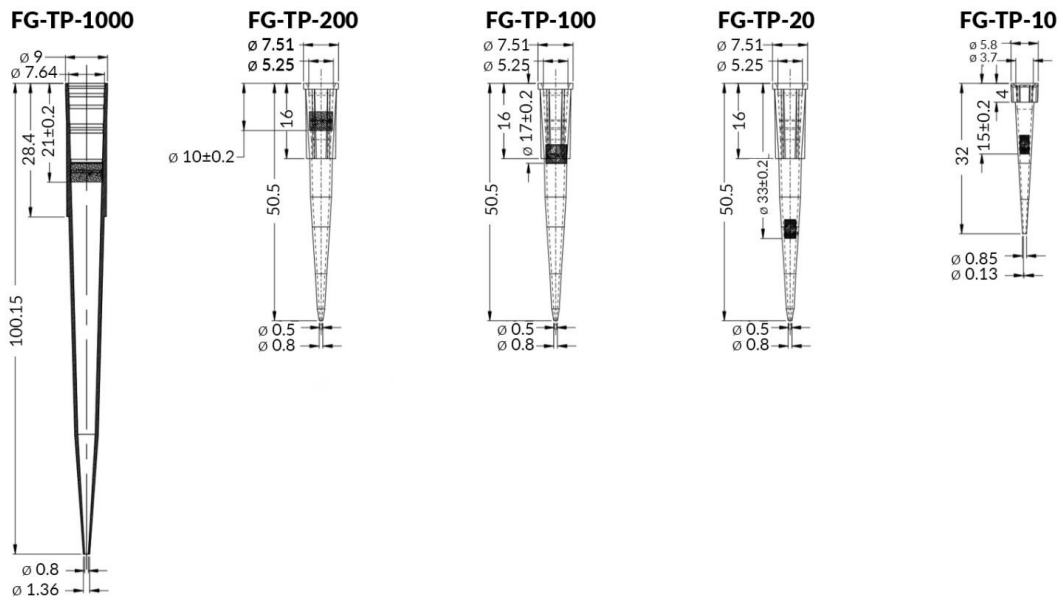 FG-TP-1000
ø 9
ø 7.64
28.4
21±0.2
100.15
ø 0.8
ø 1.36
FG-TP-200
ø 7.51
ø 5.25
16
ø 10±0.2
50.5
ø 0.5
ø 0.8
FG-TP-100
ø 7.51
ø 5.25
16
ø 17±0.2
50.5
ø 0.5
ø 0.8
FG-TP-20
ø 7.51
ø 5.25
16
ø 33±0.2
50.5
ø 0.5
ø 0.8
FG-TP-10
ø 5.8
ø 3.7
4
15±0.2
32
ø 0.85
ø 0.13